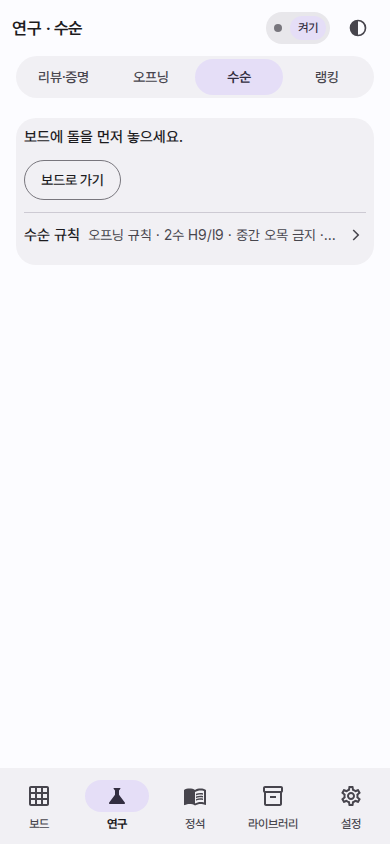 연구 · 수순
켜기
리뷰·증명
오프닝
수순
랭킹
보드에 돌을 먼저 놓으세요.
보드로 가기
수순 규칙 오프닝 규칙 · 2수 H9/I9 · 중간 오목 금지 ·...
보드
연구
정석
라이브러리
설정